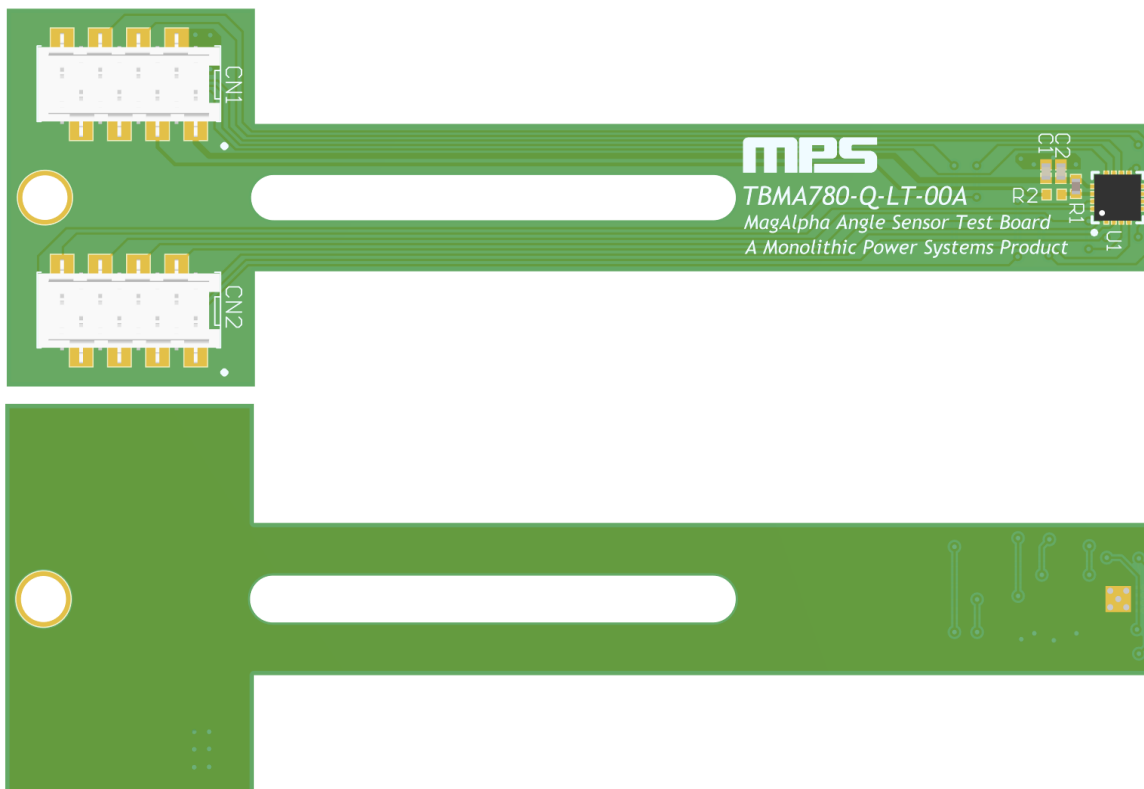 CN1
mps
TBMA780-Q-LT-00A
MagAlpha Angle Sensor Test Board
A Monolithic Power Systems Product
C1
C2
R2
R1
U1
CN2